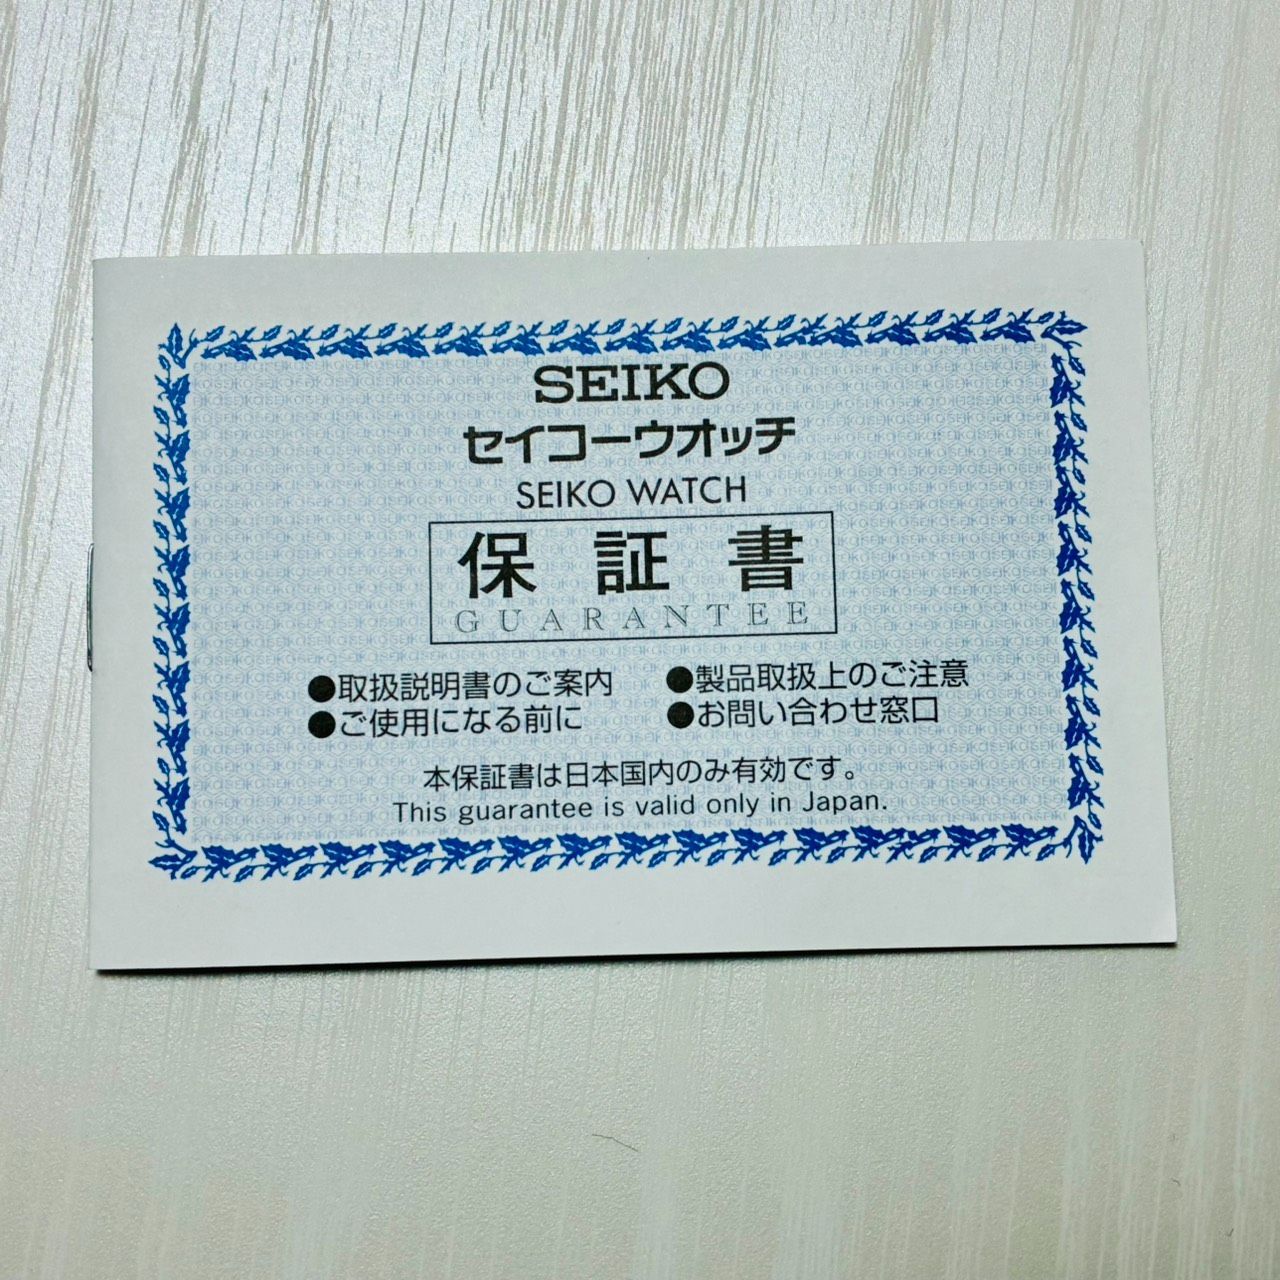 SEIKO
セイコーウオッチ
SEIKO WATCH
保証書
GUARANTEE
●取扱説明書のご案内 ●製品取扱上のご注意
●ご使用になる前に ●お問い合わせ窓口
本保証書は日本国内のみ有効です。
This guarantee is valid only in Japan.